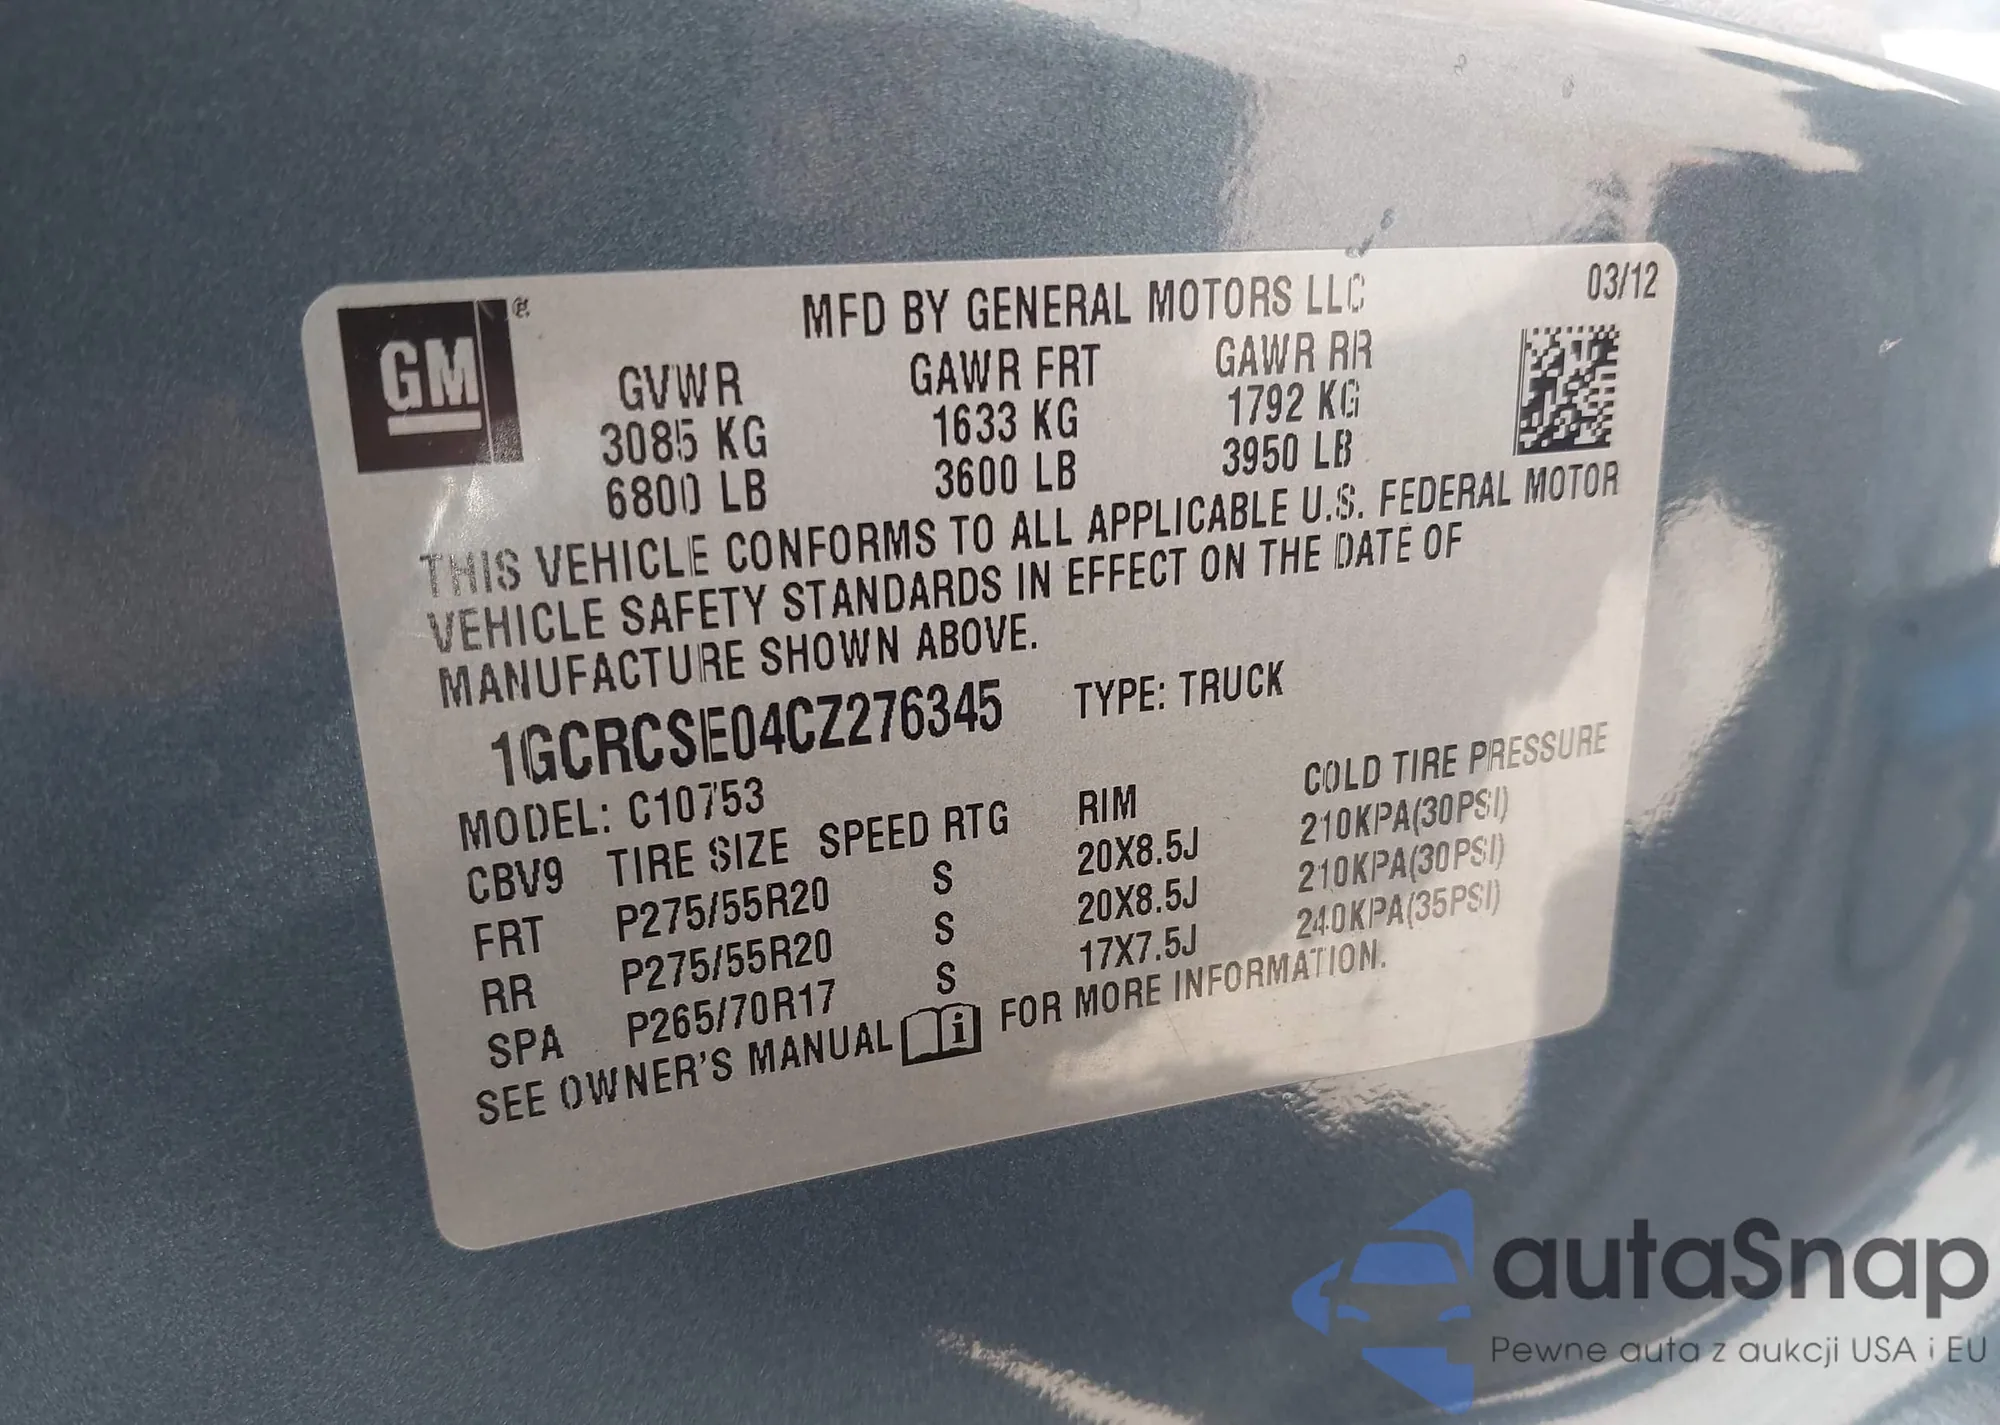 GM®
MFD BY GENERAL MOTORS LLC
03/12
GVWR GAWR FRT GAWR RR
3085 KG 1633 KG 1792 KG
6800 LB 3600 LB 3950 LB
THIS VEHICLE CONFORMS TO ALL APPLICABLE U.S. FEDERAL MOTOR
VEHICLE SAFETY STANDARDS IN EFFECT ON THE DATE OF
MANUFACTURE SHOWN ABOVE.
1GCRCSE04CZ276345 TYPE: TRUCK
MODEL: C10753
CBV9 TIRE SIZE SPEED RTG RIM COLD TIRE PRESSURE
FRT P275/55R20 S 20X8.5J 210KPA(30PSI)
RR P275/55R20 S 20X8.5J 210KPA(30PSI)
SPA P265/70R17 S 17X7.5J 240KPA(35PSI)
SEE OWNER'S MANUAL i FOR MORE INFORMATION.
autaSnap
Pewne auta z aukcji USA i EU